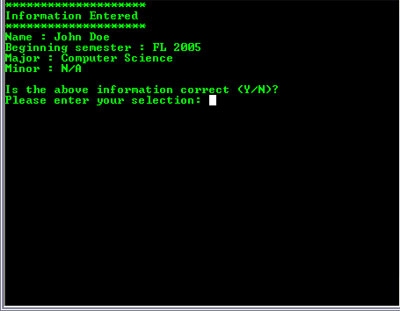 ********************
Information Entered
********************
Name : John Doe
Beginning semester : FL 2005
Major : Computer Science
Minor : N/A
Is the above information correct (Y/N)?
Please enter your selection: